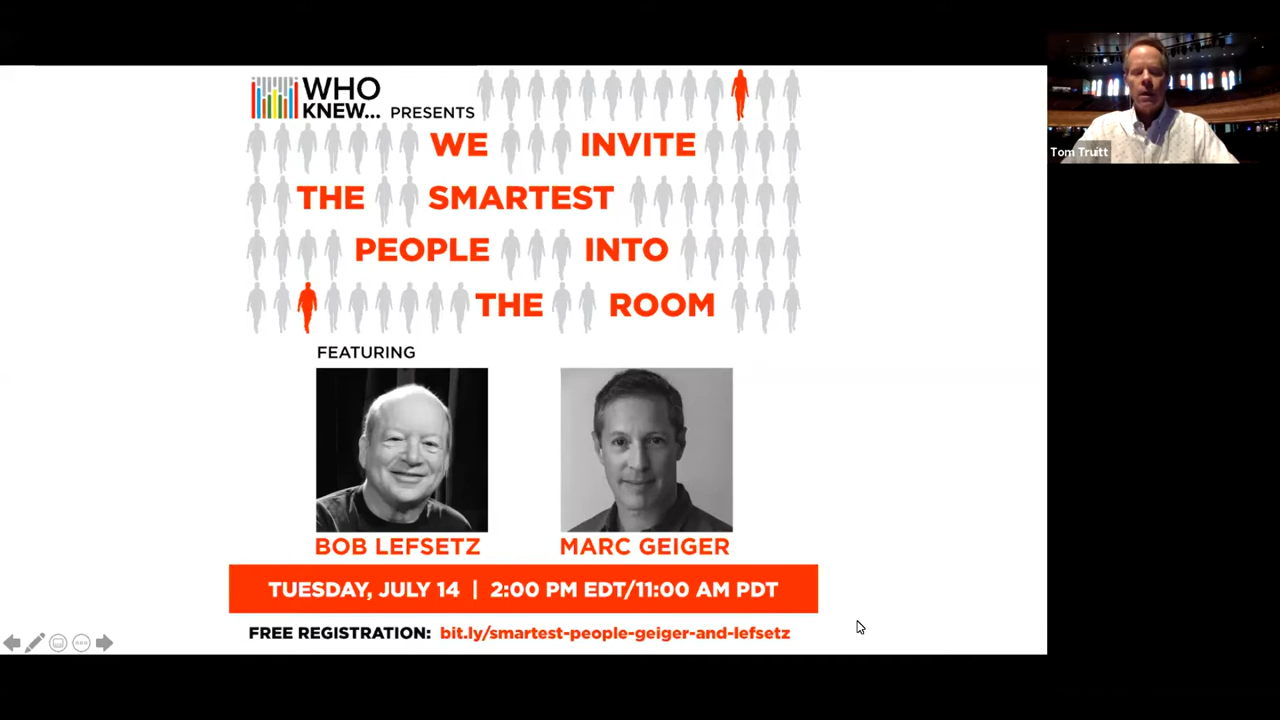 WHO
KNEW... PRESENTS
WE INVITE
THE SMARTEST
PEOPLE INTO
THE ROOM
FEATURING
BOB LEFSETZ MARC GEIGER
TUESDAY, JULY 14 | 2:00 PM EDT/11:00 AM PDT
FREE REGISTRATION: bit.ly/smartest-people-geiger-and-lefsetz
Tom Truitt